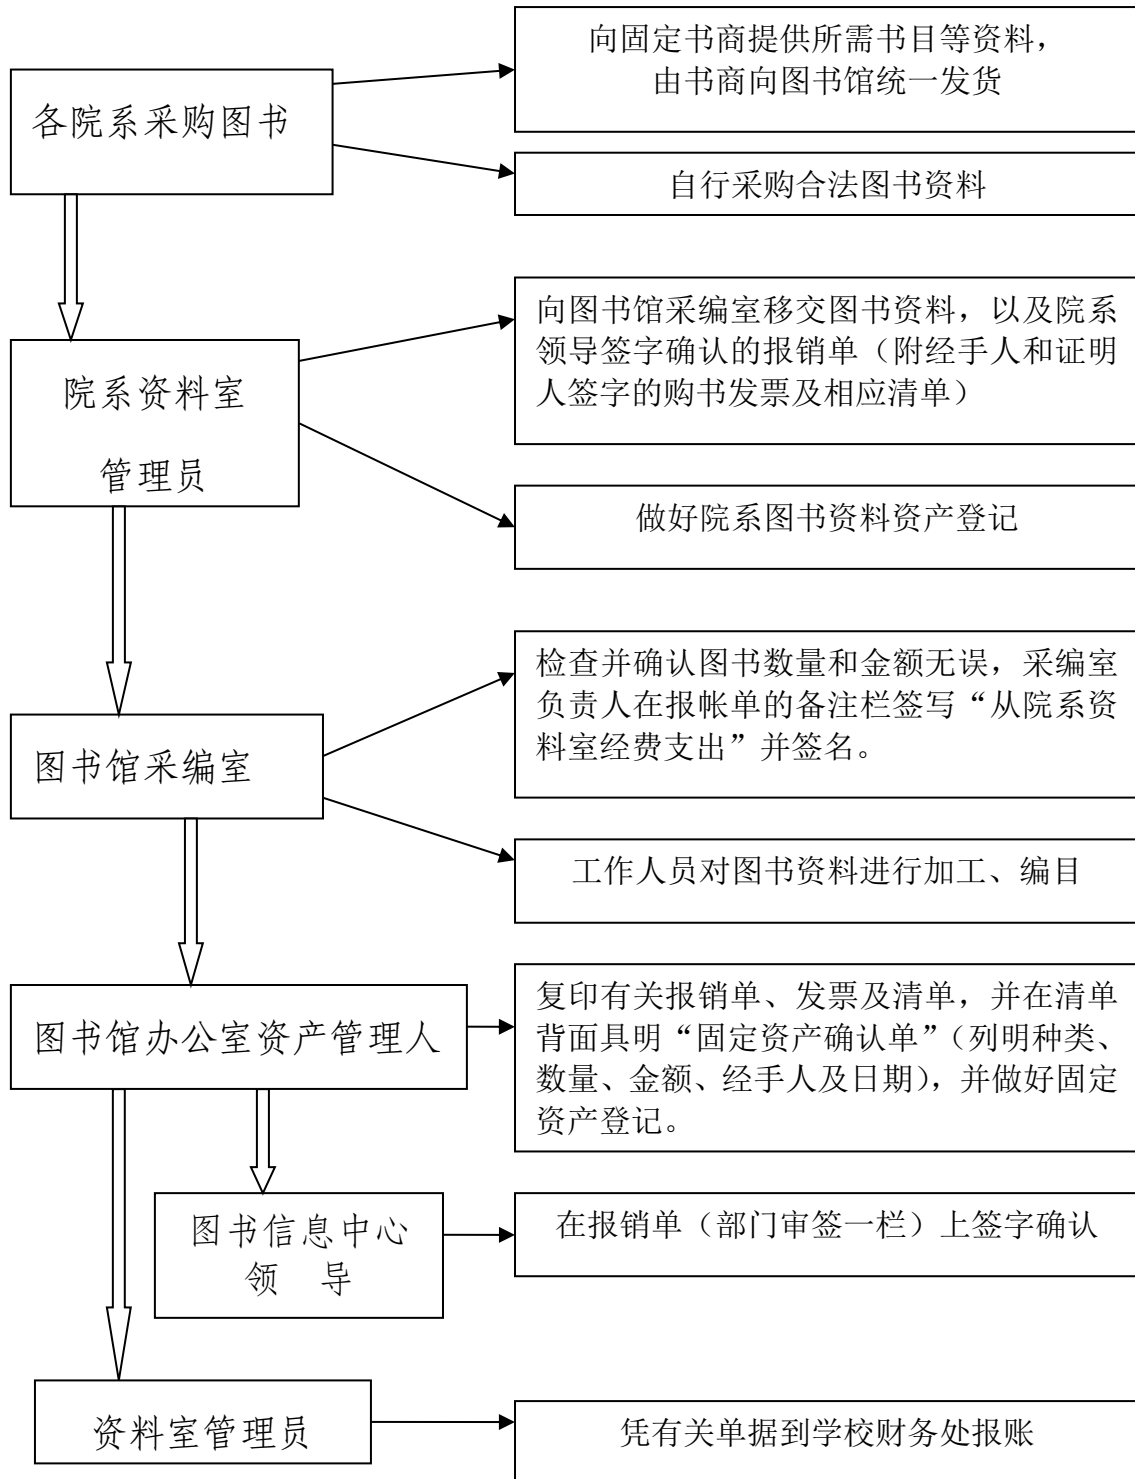 向固定书商提供所需书目等资料，
由书商向图书馆统一发货
各院系采购图书
自行采购合法图书资料
向图书馆采编室移交图书资料，以及院系
领导签字确认的报销单（附经手人和证明
人签字的购书发票及相应清单）
院系资料室
管理员
做好院系图书资料资产登记
检查并确认图书数量和金额无误，采编室
负责人在报帐单的备注栏签写“从院系资
料室经费支出”并签名。
图书馆采编室
工作人员对图书资料进行加工、编目
复印有关报销单、发票及清单，并在清单
背面具明“固定资产确认单”（列明种类、
数量、金额、经手人及日期），并做好固定
资产登记。
图书馆办公室资产管理人
图书信息中心
领　导
在报销单（部门审签一栏）上签字确认
资料室管理员
凭有关单据到学校财务处报账